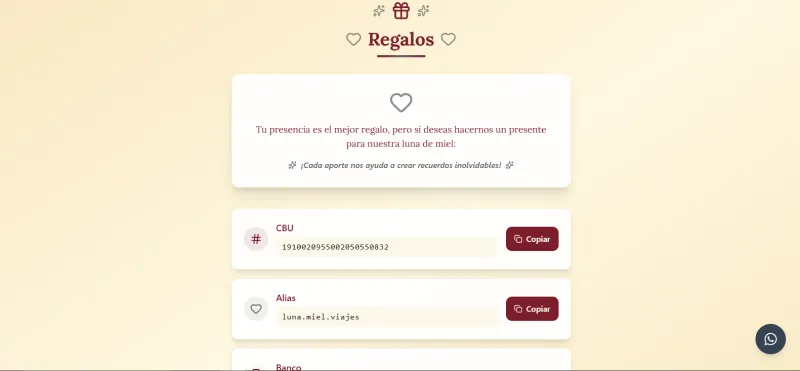 Regalos
Tu presencia es el mejor regalo, pero si deseas hacernos un presente
para nuestra luna de miel:
¡Cada aporte nos ayuda a crear recuerdos inolvidables!
CBU
1910020955002050550832
Copiar
Alias
luna.miel.viajes
Copiar
Banco